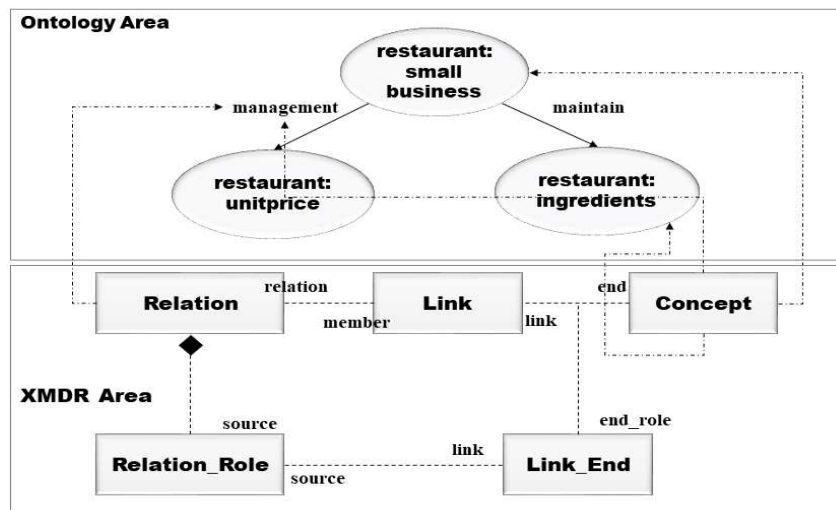 Ontology Area
restaurant:
small
business
management
maintain
restaurant:
unitprice
restaurant:
ingredients
Relation
relation
member
Link
link
end
Concept
XMDR Area
source
end_role
Relation_Role
source
link
Link_End